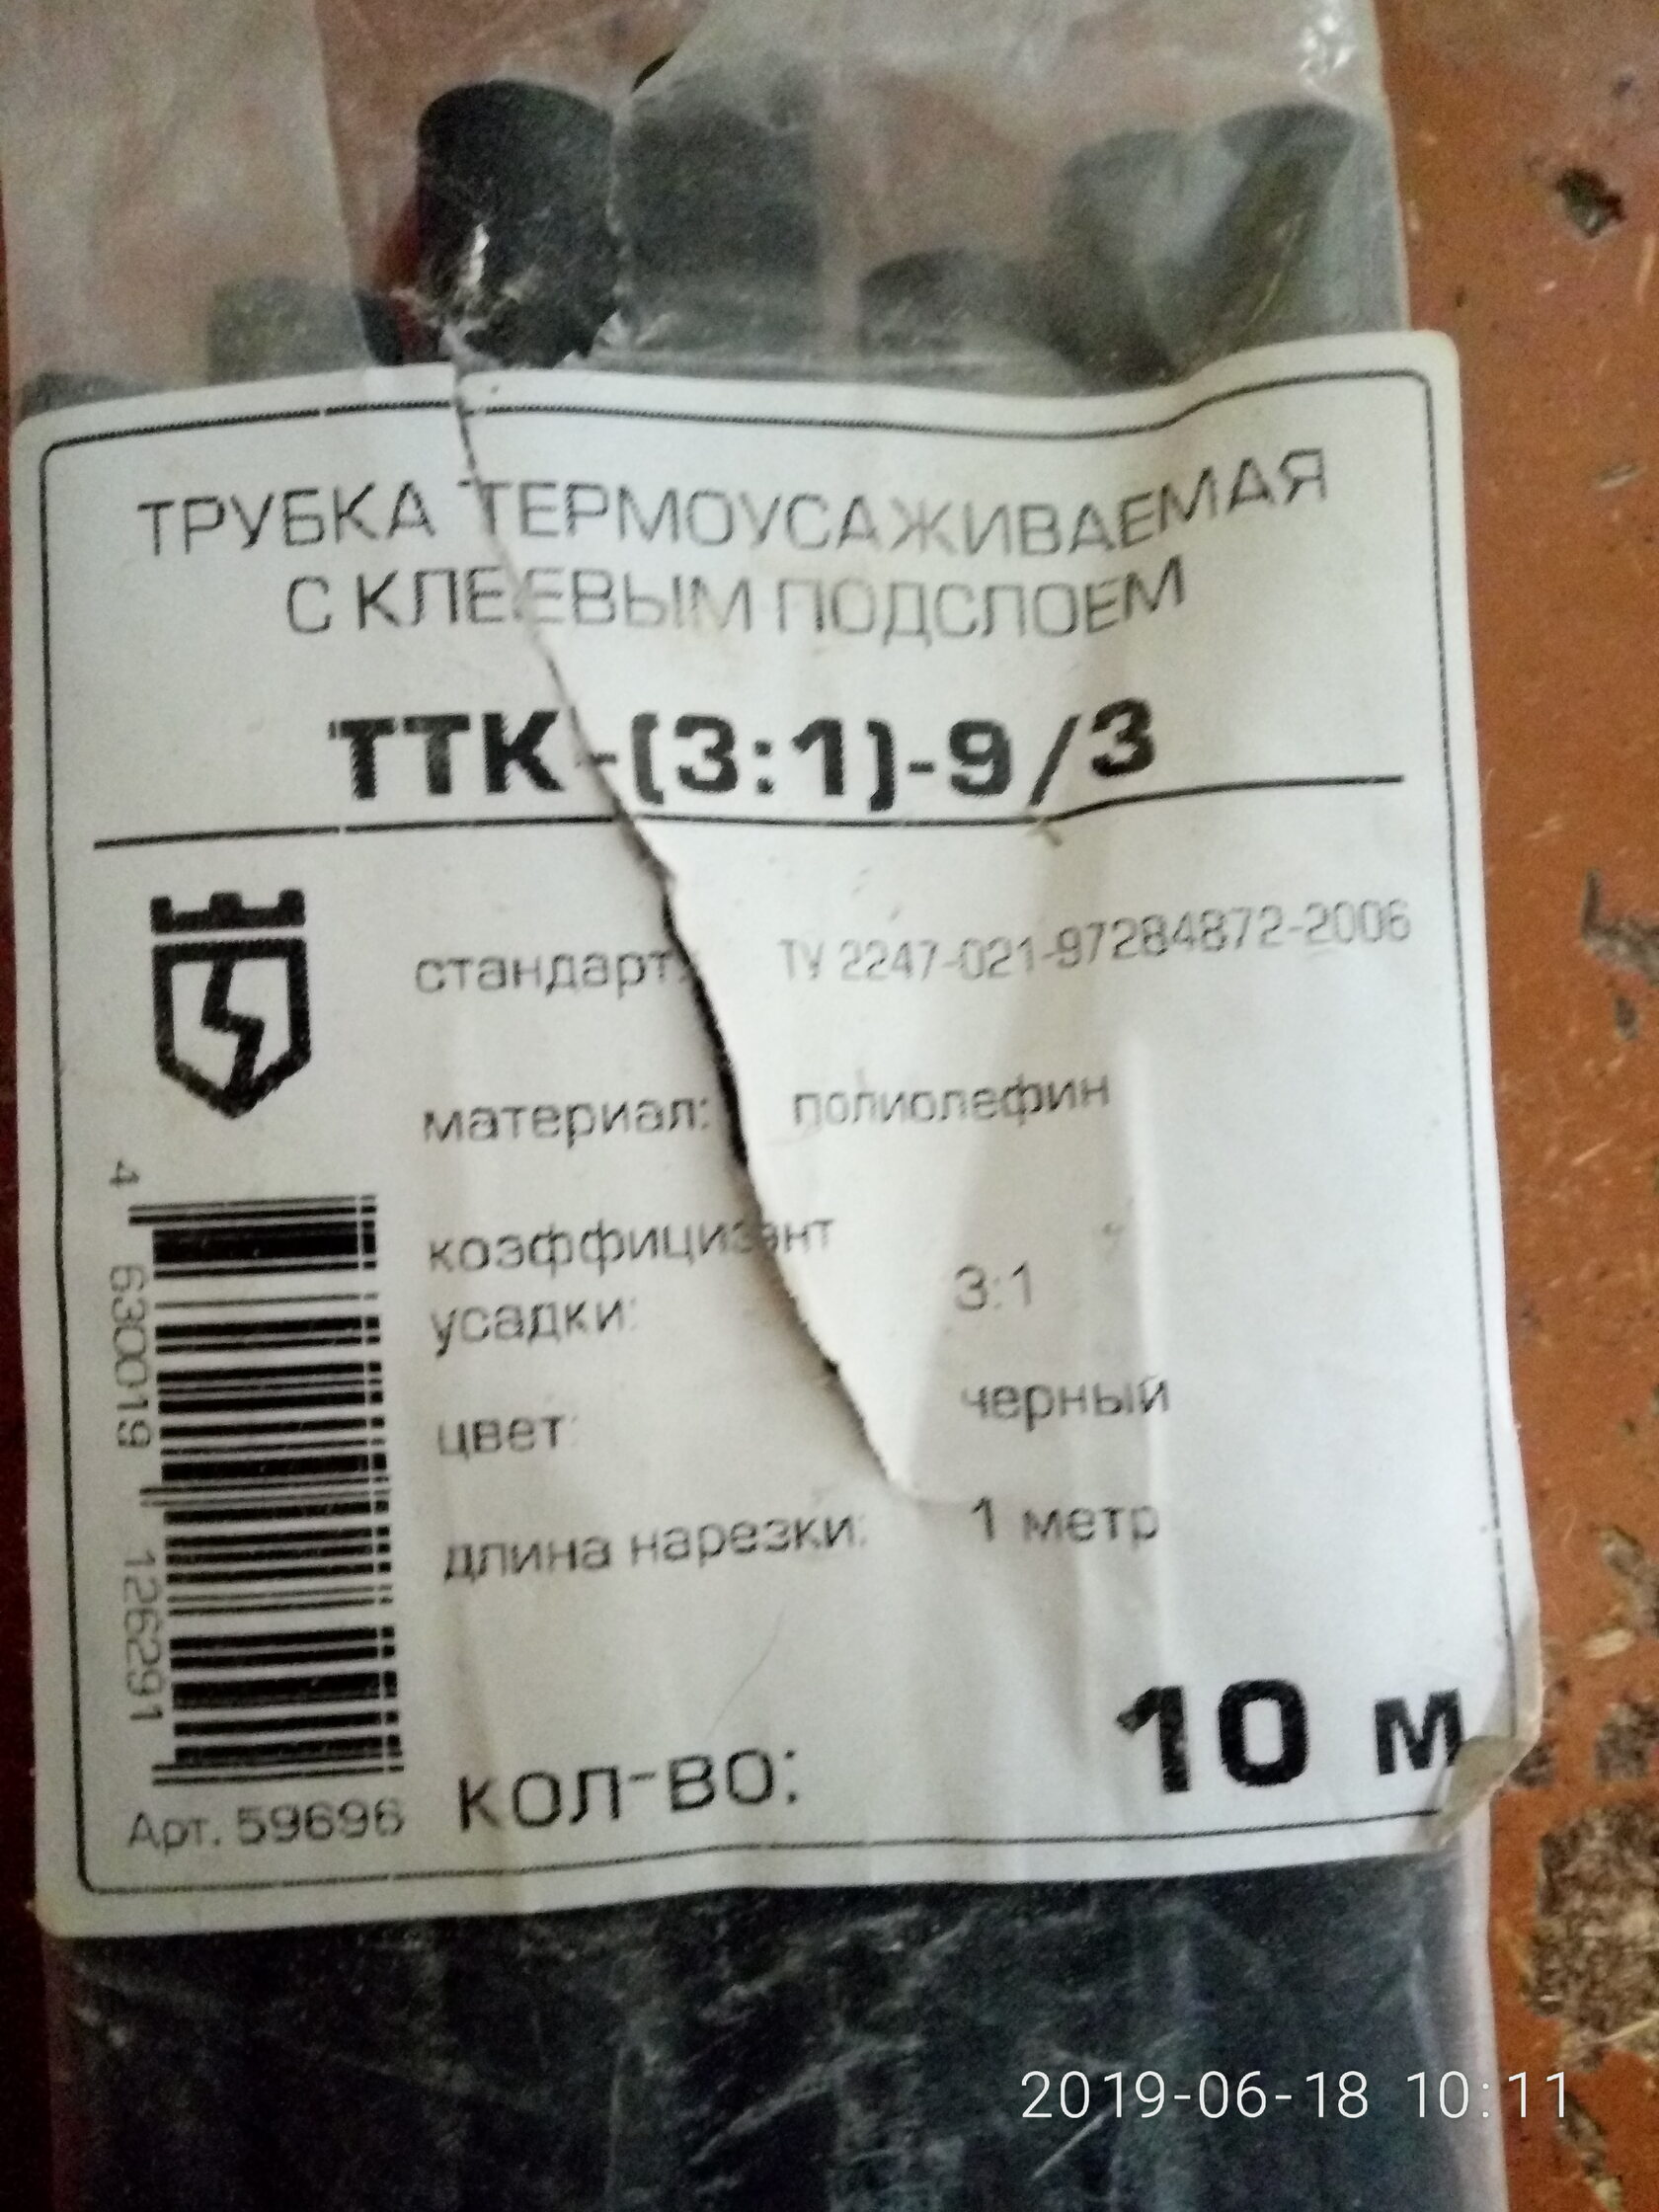 ТРУБКА ТЕРМОУСАЖИВАЕМАЯ
С КЛЕЕВЫМ ПОДСЛОЕМ
ТТК-(3:1)-9/3
стандарт: ТУ 2247-021-97284872-2006
материал: полиолефин
коэффициэнт
усадки: 3:1
цвет: черный
длина нарезки: 1 метр
4 630019 126291
Арт. 59696
КОЛ-ВО: 10 м
2019-06-18 10:11